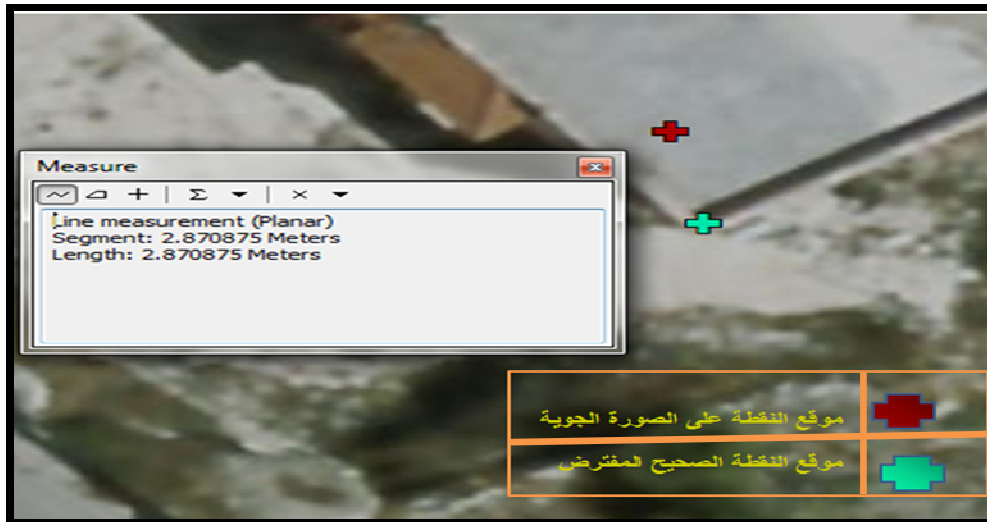 Measure
Line measurement (Planar)
Segment: 2.870875 Meters
Length: 2.870875 Meters
موقع النقطة على الصورة الجوية
موقع النقطة الصحيح المفترض